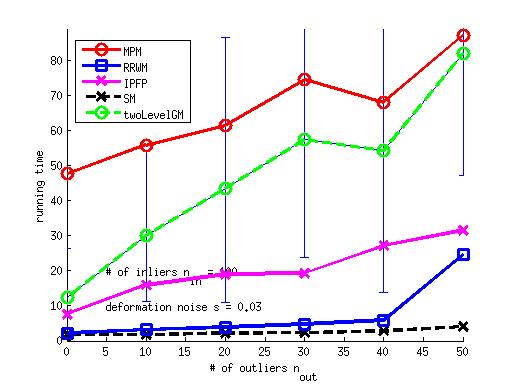 80
70
60
50
40
30
20
10
0
running time
MPM
RRWM
IPFP
SM
twoLevelGM
# of inliers n in = 100
deformation noise s = 0.03
0 5 10 15 20 25 30 35 40 45 50
# of outliers n out